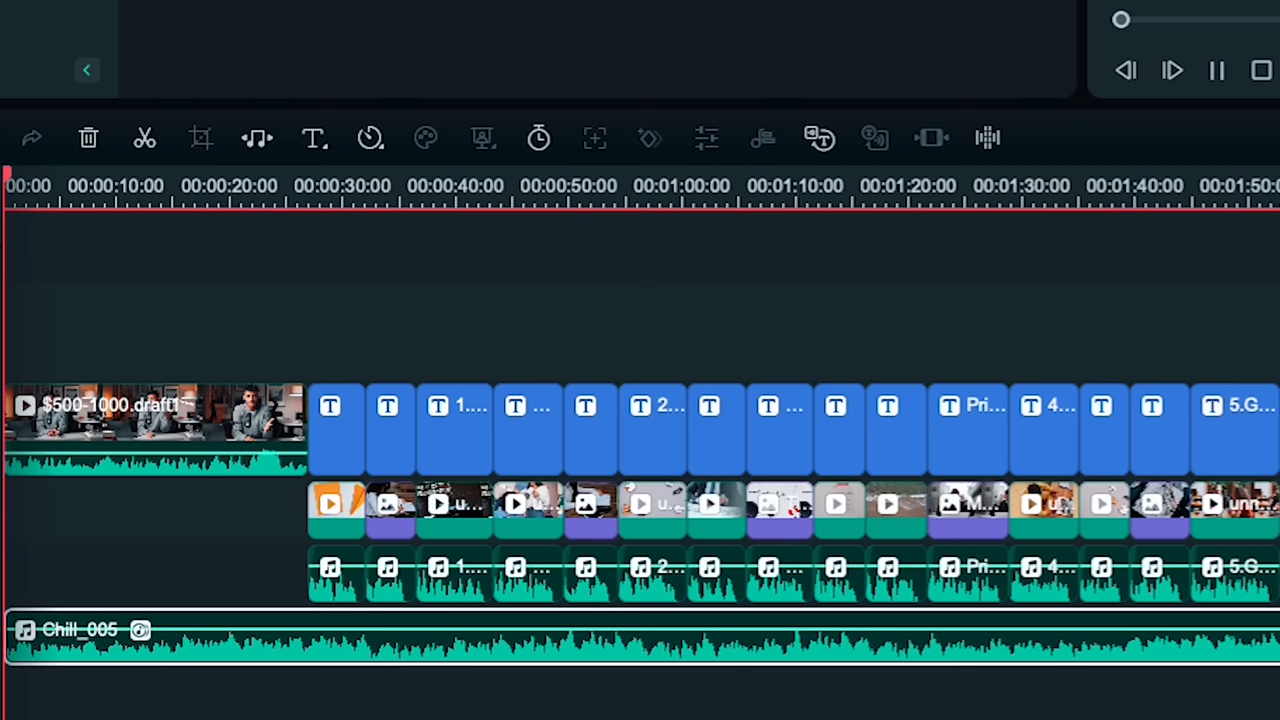 00:00 00:00:10:00 00:00:20:00 00:00:30:00 00:00:40:00 00:00:50:00 00:01:00:00 00:01:10:00 00:01:20:00 00:01:30:00 00:01:40:00 00:01:50:0
$500-1000.draft1 T T T 1.... T ... T T 2... T T ... T T T Pri... T 4... T T T 5.G...
u... u... u... ... M... u... unn...
1.... ... 2... ... Pri... 4... 5.G...
Chill_005